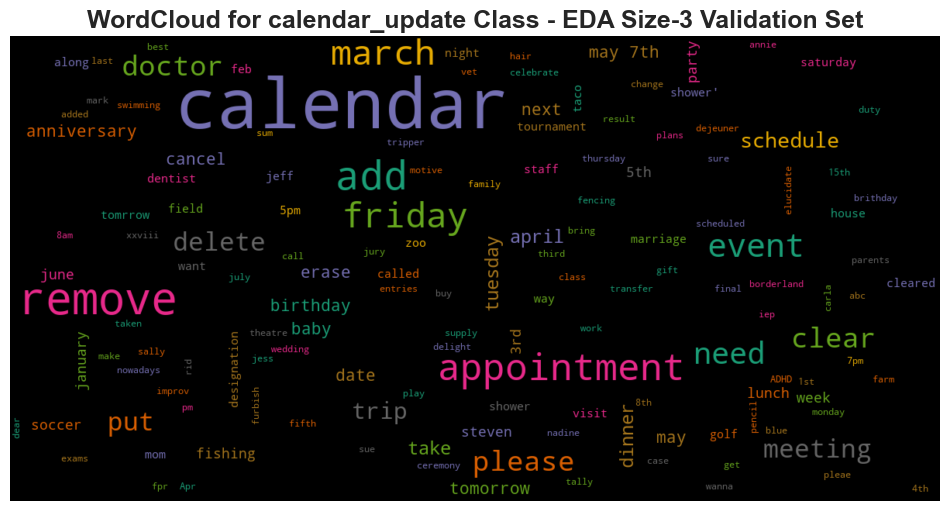 WordCloud for calendar_update Class - EDA Size-3 Validation Set
best
march
night
may 7th
party
annie
along
last
doctor
feb
vet
hair
celebrate
saturday
calendar
change
taco
shower'
mark
swimming
added
next
result
duty
anniversary
sum
tournament
plans
dejeuner
schedule
tripper
cancel
thursday
sure
dentist
jeff
add
motive
family
staff
5th
elucidate
15th
tomrrow
field
5pm
friday
fencing
brithday
house
8am
xxviii
delete
zoo
april
bring
marriage
scheduled
event
call
jury
third
tuesday
want
june
july
erase
called
class
gift
parents
remove
entries
buy
way
transfer
final
borderland
carla
abc
cleared
birthday
iep
taken
baby
theatre
supply
3rd
work
need
clear
january
make
sally
nowadays
rid
designation
jess
wedding
delight
appointment
date
7pm
improv
furbish
play
ADHD
1st
farm
pm
trip
shower
visit
8th
lunch
week
dear
soccer
put
fifth
steven
nadine
dinner
may
golf
pencil
blue
monday
mom
fishing
sue
take
meeting
exams
ceremony
please
case
get
pleae
fpr
Apr
tomorrow
tally
wanna
4th